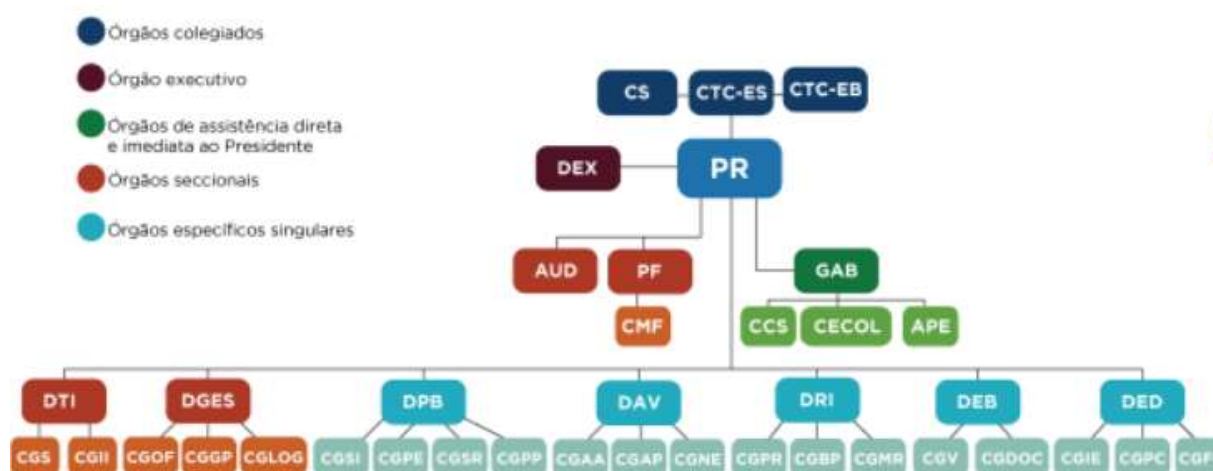 Órgãos colegiados
Órgão executivo
Órgãos de assistência direta
e imediata ao Presidente
Órgãos seccionais
Órgãos específicos singulares
CS CTC-ES CTC-EB
DEX PR
AUD PF GAB
CMF CCS CECOL APE
DTI DGES DPB DAV DRI DEB DED
CGS CGII CGOF CGGP CGLOG CGSI CGPE CGSR CGPP CGAA CGAP CGNE CGPR CGBP CGMR CGV CGDOC CGIE CGPC